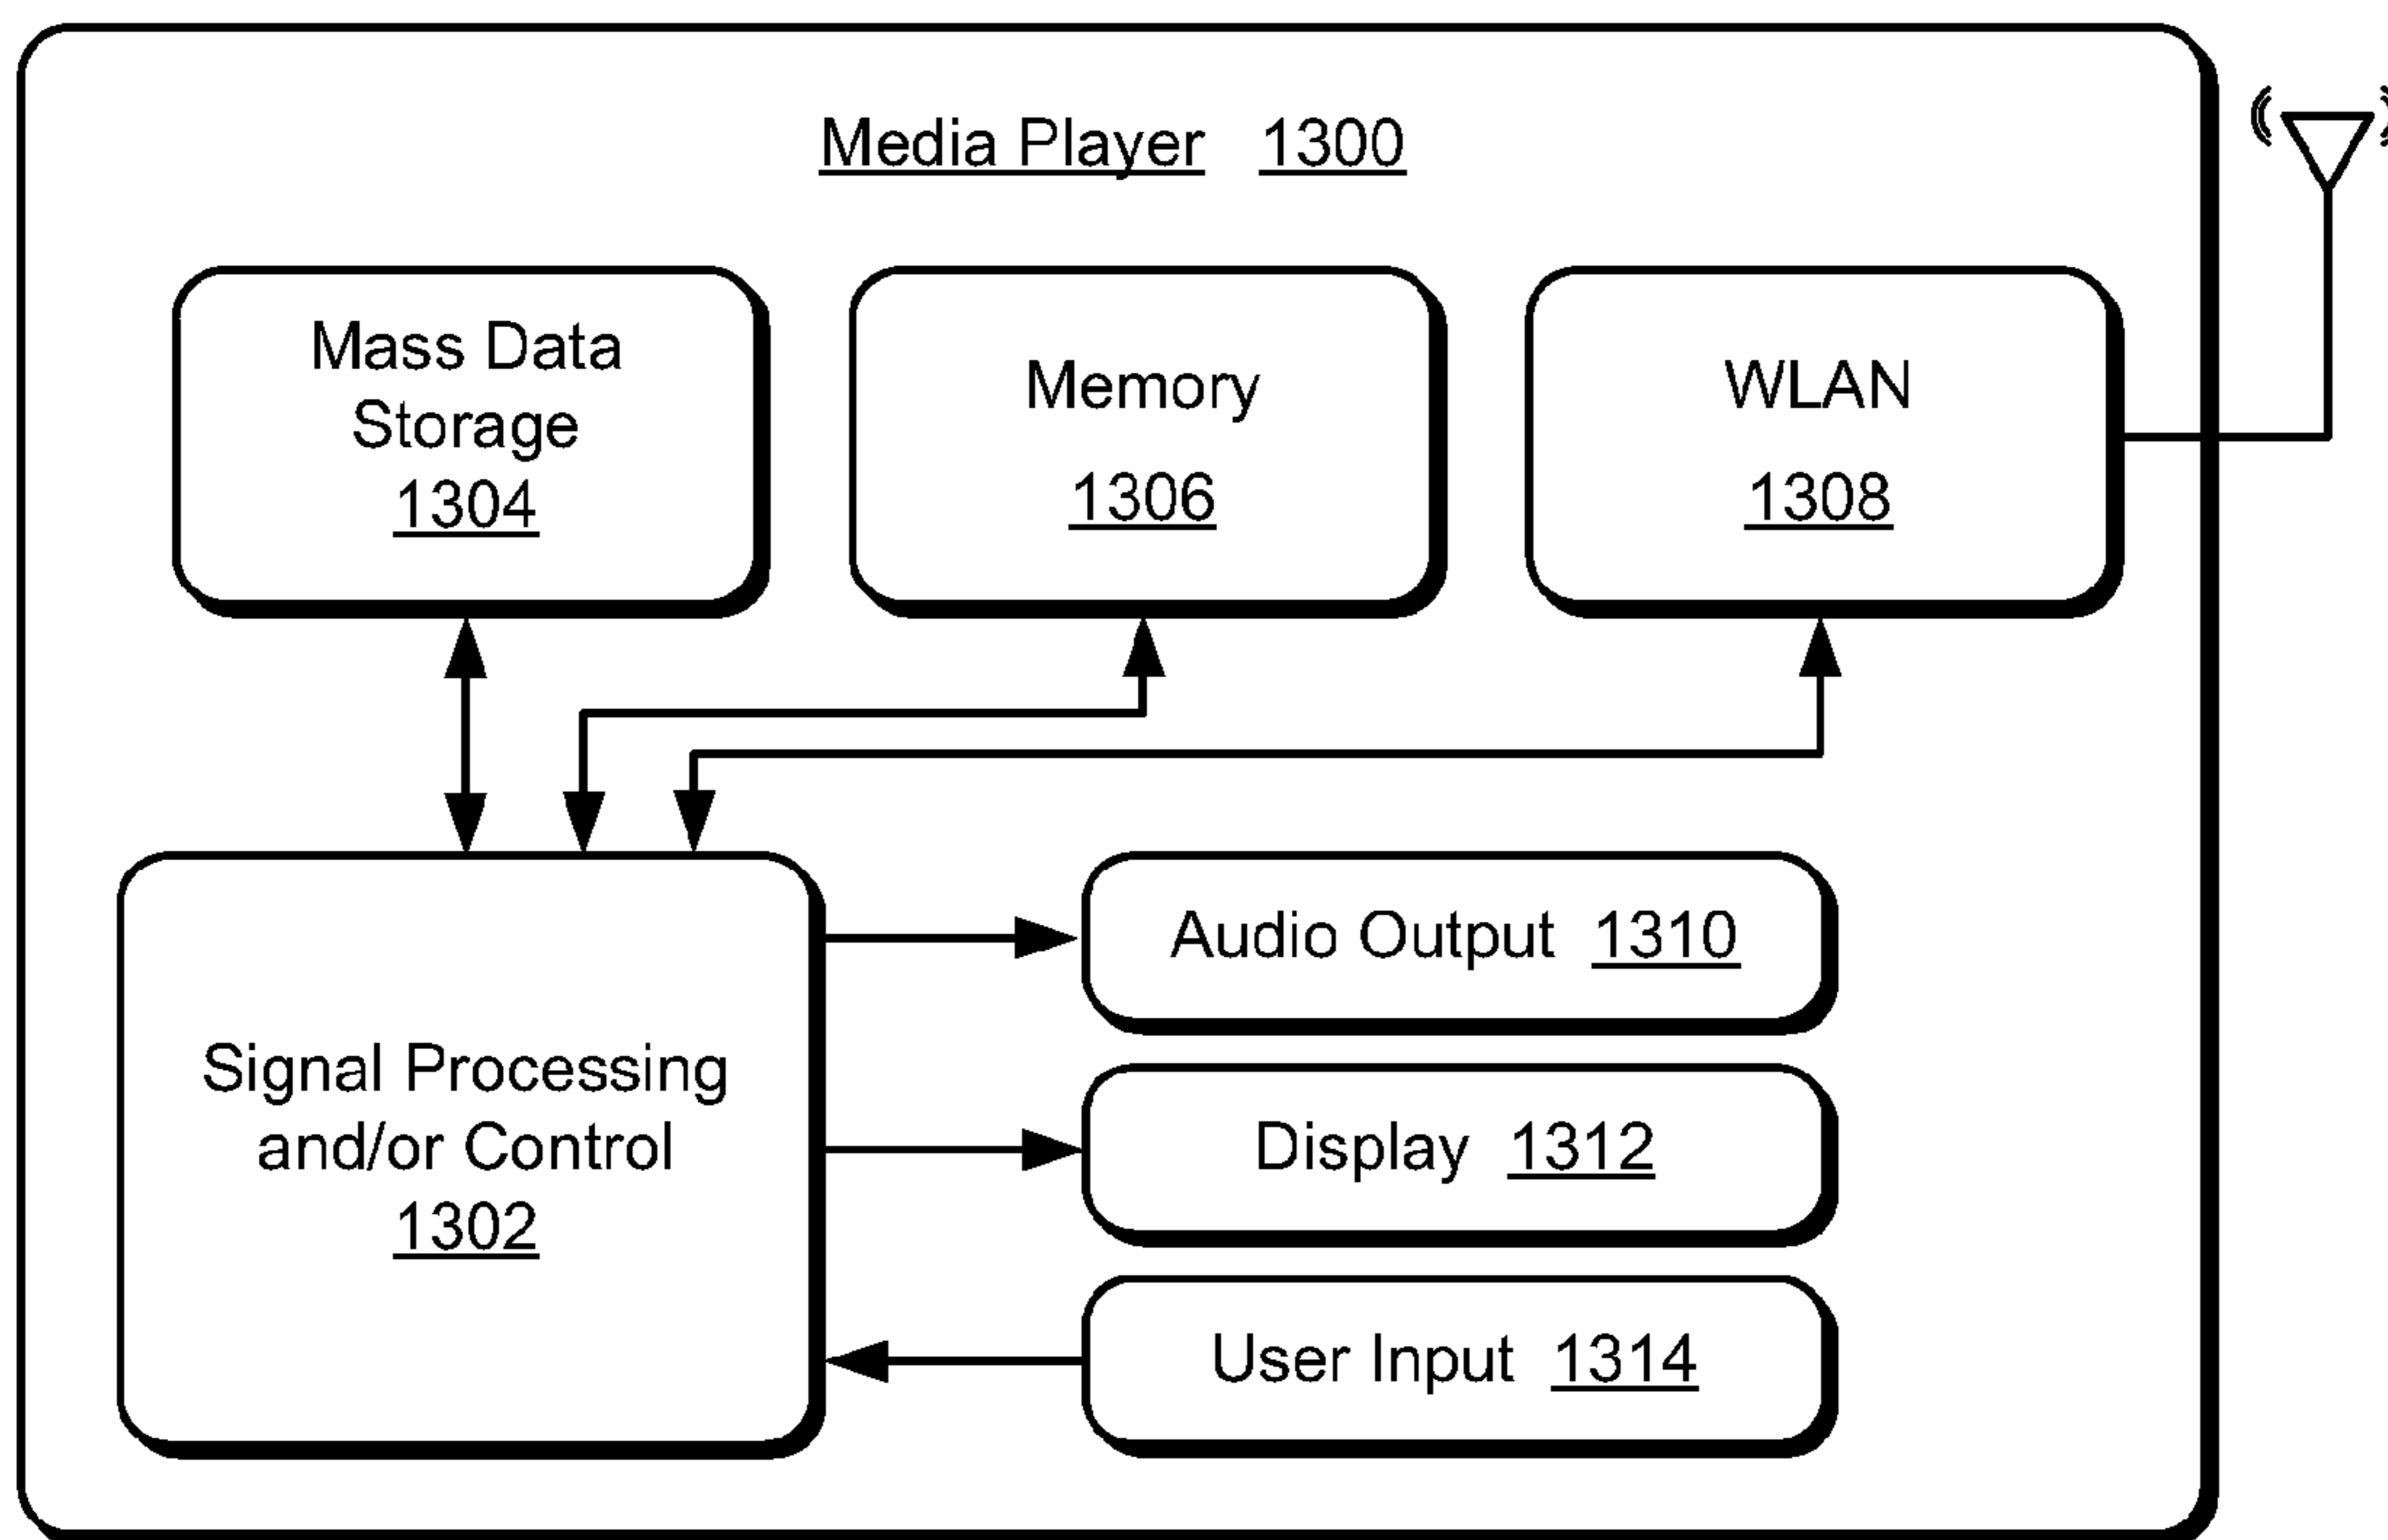 Media Player 1300
Mass Data
Storage
1304
Memory
1306
WLAN
1308
Signal Processing
and/or Control
1302
Audio Output 1310
Display 1312
User Input 1314